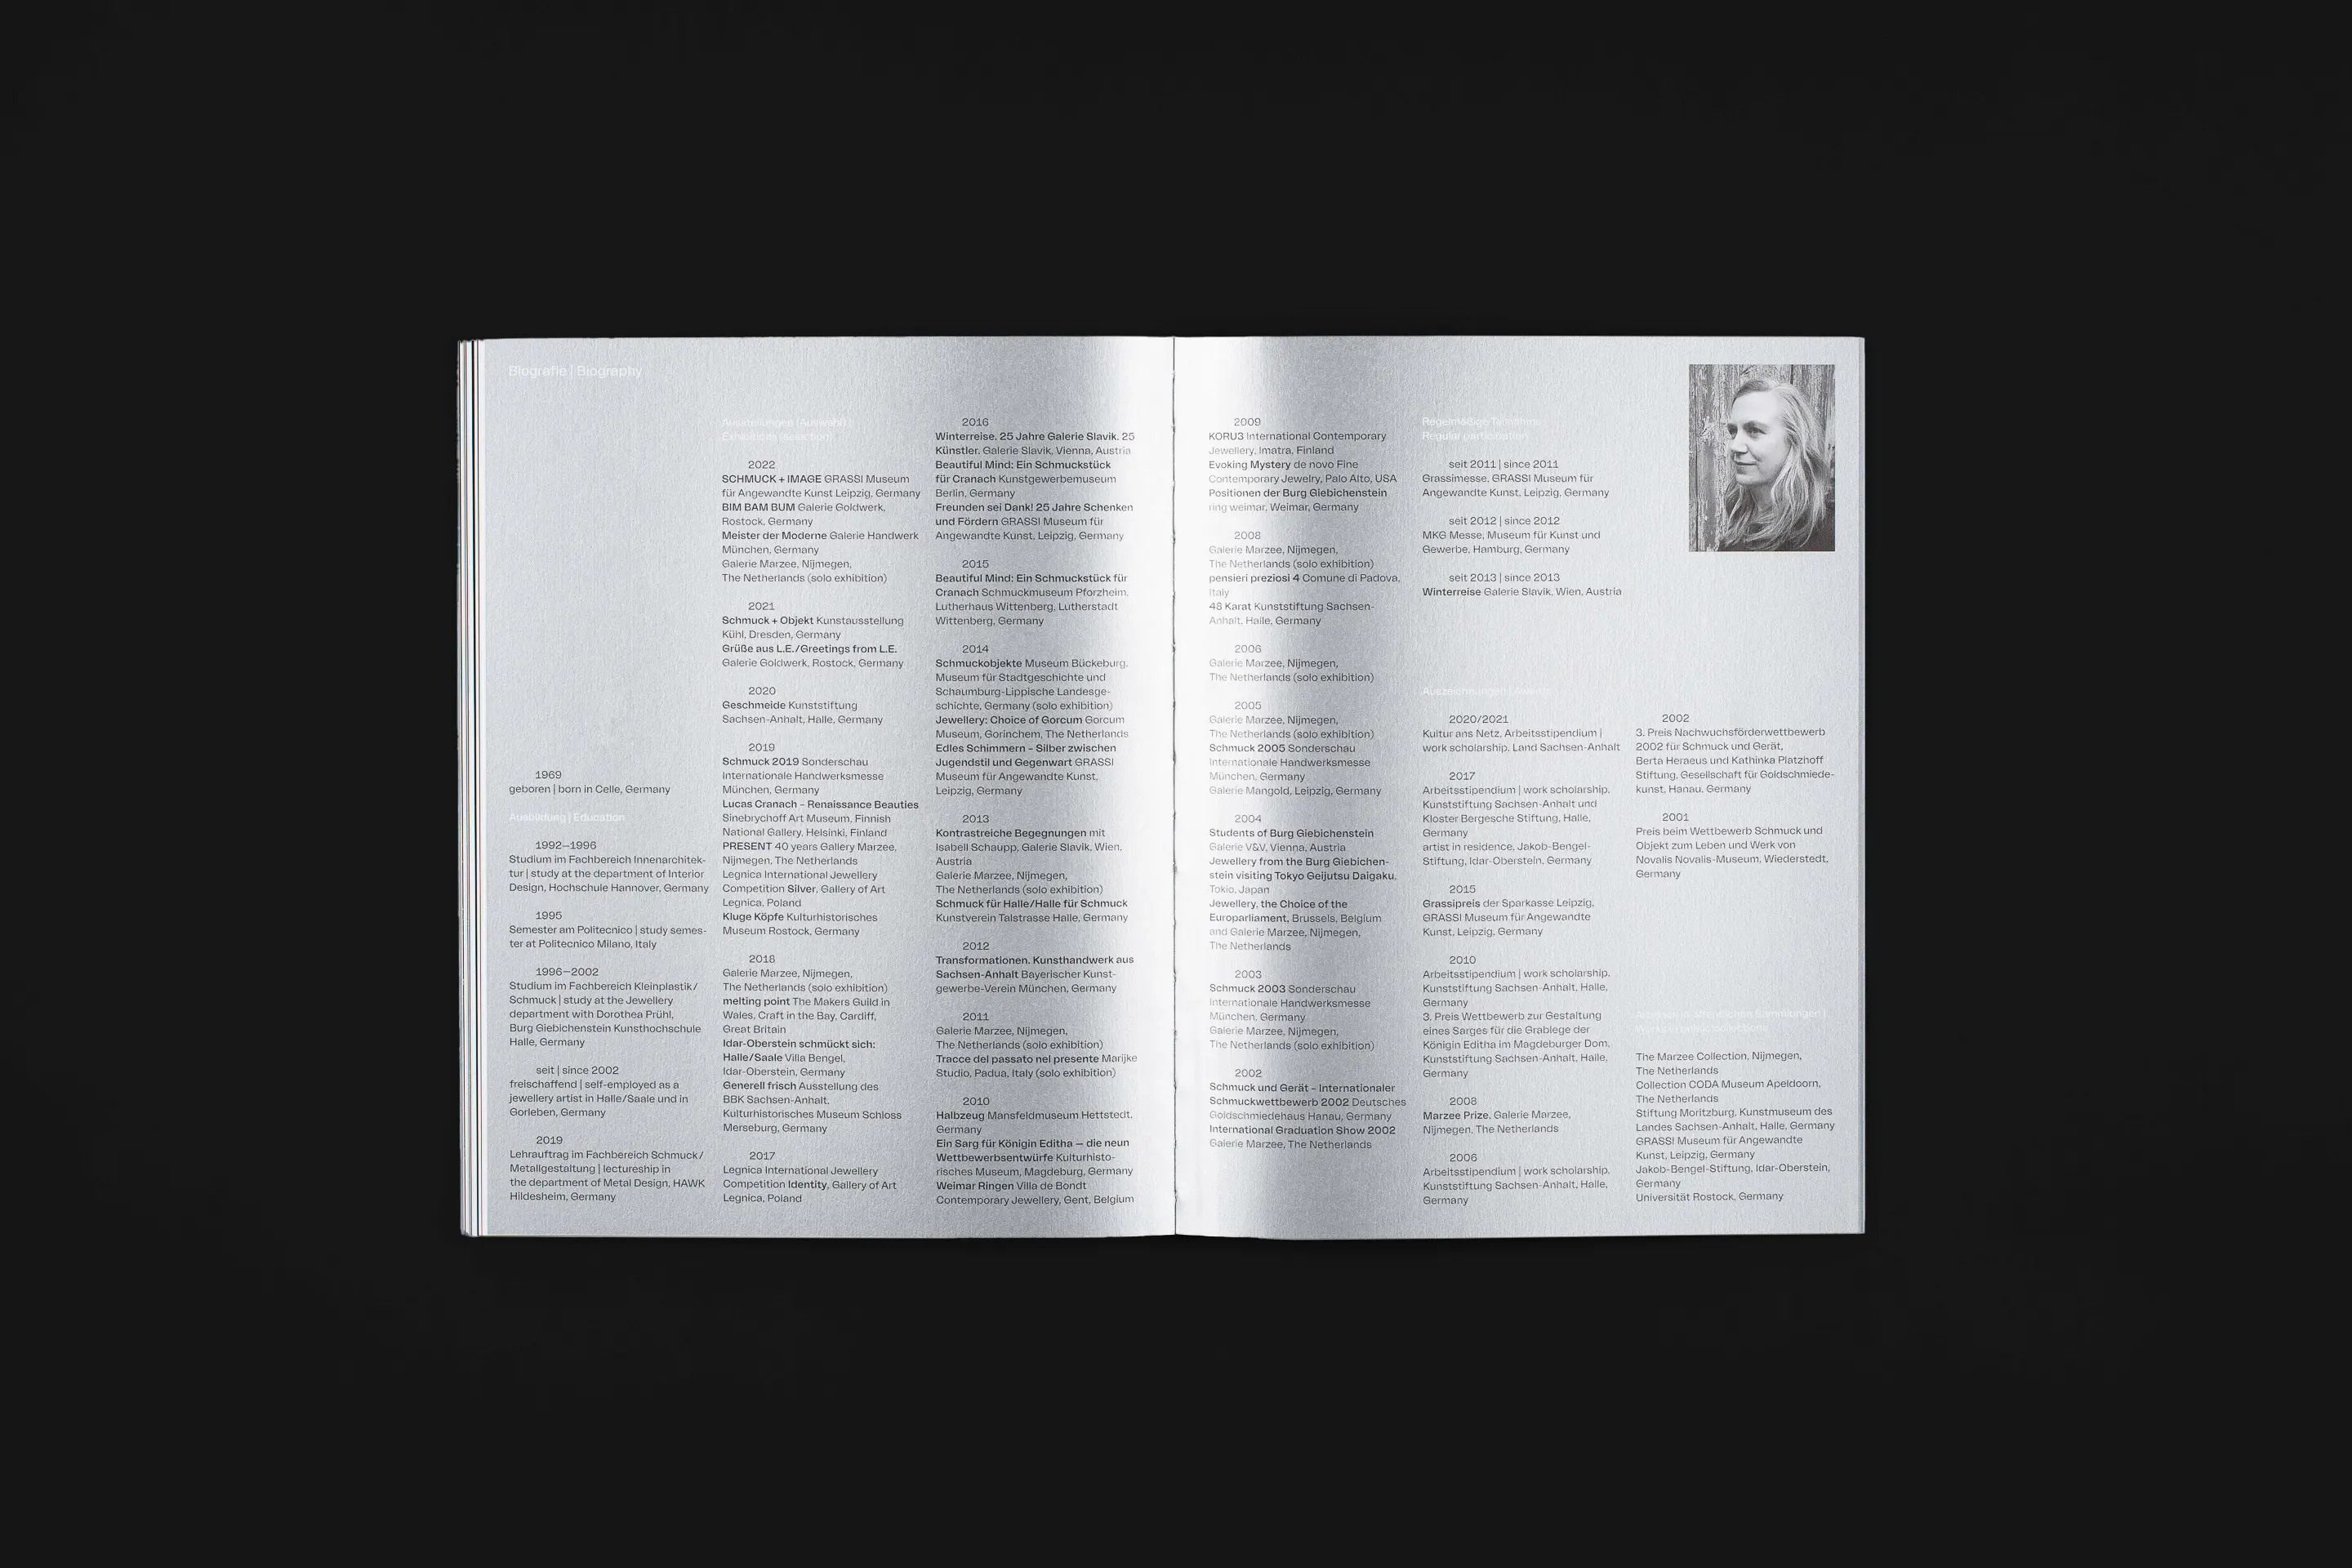 Biografie | Biography
1969
geboren | born in Celle, Germany
Ausbildung | Education
1992—1996
Studium im Fachbereich Innenarchitek-
tur | study at the department of Interior
Design, Hochschule Hannover, Germany
1995
Semester am Politecnico | study semes-
ter at Politecnico Milano, Italy
1996—2002
Studium im Fachbereich Kleinplastik/
Schmuck | study at the Jewellery
department with Dorothea Prühl,
Burg Giebichenstein Kunsthochschule
Halle, Germany
seit | since 2002
freischaffend | self-employed as a
jewellery artist in Halle/Saale und in
Gorleben, Germany
2019
Lehrauftrag im Fachbereich Schmuck/
Metallgestaltung | lectureship in
the department of Metal Design, HAWK
Hildesheim, Germany
Ausstellungen (Auswahl) |
Exhibitions (selection)
2022
SCHMUCK + IMAGE GRASSI Museum
für Angewandte Kunst Leipzig, Germany
BIM BAM BUM Galerie Goldwerk,
Rostock, Germany
Meister der Moderne Galerie Handwerk
München, Germany
Galerie Marzee, Nijmegen,
The Netherlands (solo exhibition)
2021
Schmuck + Objekt Kunstausstellung
Kühl, Dresden, Germany
Grüße aus L.E./Greetings from L.E.
Galerie Goldwerk, Rostock, Germany
2020
Geschmeide Kunststiftung
Sachsen-Anhalt, Halle, Germany
2019
Schmuck 2019 Sonderschau
Internationale Handwerksmesse
München, Germany
Lucas Cranach – Renaissance Beauties
Sinebrychoff Art Museum, Finnish
National Gallery, Helsinki, Finland
PRESENT 40 years Gallery Marzee,
Nijmegen, The Netherlands
Legnica International Jewellery
Competition Silver, Gallery of Art
Legnica, Poland
Kluge Köpfe Kulturhistorisches
Museum Rostock, Germany
2018
Galerie Marzee, Nijmegen,
The Netherlands (solo exhibition)
melting point The Makers Guild in
Wales, Craft in the Bay, Cardiff,
Great Britain
Idar-Oberstein schmückt sich:
Halle/Saale Villa Bengel,
Idar-Oberstein, Germany
Generell frisch Ausstellung des
BBK Sachsen-Anhalt,
Kulturhistorisches Museum Schloss
Merseburg, Germany
2017
Legnica International Jewellery
Competition Identity, Gallery of Art
Legnica, Poland
2016
Winterreise. 25 Jahre Galerie Slavik. 25
Künstler. Galerie Slavik, Vienna, Austria
Beautiful Mind: Ein Schmuckstück
für Cranach Kunstgewerbemuseum
Berlin, Germany
Freunden sei Dank! 25 Jahre Schenken
und Fördern GRASSI Museum für
Angewandte Kunst, Leipzig, Germany
2015
Beautiful Mind: Ein Schmuckstück für
Cranach Schmuckmuseum Pforzheim,
Lutherhaus Wittenberg, Lutherstadt
Wittenberg, Germany
2014
Schmuckobjekte Museum Bückeburg,
Museum für Stadtgeschichte und
Schaumburg-Lippische Landesge-
schichte, Germany (solo exhibition)
Jewellery: Choice of Gorcum Gorcum
Museum, Gorinchem, The Netherlands
Edles Schimmern – Silber zwischen
Jugendstil und Gegenwart GRASSI
Museum für Angewandte Kunst,
Leipzig, Germany
2013
Kontrastreiche Begegnungen mit
Isabell Schaupp, Galerie Slavik, Wien,
Austria
Galerie Marzee, Nijmegen,
The Netherlands (solo exhibition)
Schmuck für Halle/Halle für Schmuck
Kunstverein Talstrasse Halle, Germany
2012
Transformationen. Kunsthandwerk aus
Sachsen-Anhalt Bayerischer Kunst-
gewerbe-Verein München, Germany
2011
Galerie Marzee, Nijmegen,
The Netherlands (solo exhibition)
Tracce del passato nel presente Marijke
Studio, Padua, Italy (solo exhibition)
2010
Halbzeug Mansfeldmuseum Hettstedt,
Germany
Ein Sarg für Königin Editha — die neun
Wettbewerbsentwürfe Kulturhisto-
risches Museum, Magdeburg, Germany
Weimar Ringen Villa de Bondt
Contemporary Jewellery, Gent, Belgium
2009
KORU3 International Contemporary
Jewellery, Imatra, Finland
Evoking Mystery de novo Fine
Contemporary Jewelry, Palo Alto, USA
Positionen der Burg Giebichenstein
ring weimar, Weimar, Germany
2008
Galerie Marzee, Nijmegen,
The Netherlands (solo exhibition)
pensieri preziosi 4 Comune di Padova,
Italy
48 Karat Kunststiftung Sachsen-
Anhalt, Halle, Germany
2006
Galerie Marzee, Nijmegen,
The Netherlands (solo exhibition)
2005
Galerie Marzee, Nijmegen,
The Netherlands (solo exhibition)
Schmuck 2005 Sonderschau
Internationale Handwerksmesse
München, Germany
Galerie Mangold, Leipzig, Germany
2004
Students of Burg Giebichenstein
Galerie V&V, Vienna, Austria
Jewellery from the Burg Giebichen-
stein visiting Tokyo Geijutsu Daigaku,
Tokio, Japan
Jewellery, the Choice of the
Europarliament, Brussels, Belgium
and Galerie Marzee, Nijmegen,
The Netherlands
2003
Schmuck 2003 Sonderschau
Internationale Handwerksmesse
München, Germany
Galerie Marzee, Nijmegen,
The Netherlands (solo exhibition)
2002
Schmuck und Gerät – Internationaler
Schmuckwettbewerb 2002 Deutsches
Goldschmiedehaus Hanau, Germany
International Graduation Show 2002
Galerie Marzee, The Netherlands
Regelmäßige Teilnahme
Regular participation
seit 2011 | since 2011
Grassimesse, GRASSI Museum für
Angewandte Kunst, Leipzig, Germany
seit 2012 | since 2012
MKG Messe, Museum für Kunst und
Gewerbe, Hamburg, Germany
seit 2013 | since 2013
Winterreise Galerie Slavik, Wien, Austria
Auszeichnungen | Awards
2020/2021
Kultur ans Netz, Arbeitsstipendium |
work scholarship, Land Sachsen-Anhalt
2017
Arbeitsstipendium | work scholarship,
Kunststiftung Sachsen-Anhalt und
Kloster Bergesche Stiftung, Halle,
Germany
artist in residence, Jakob-Bengel-
Stiftung, Idar-Oberstein, Germany
2015
Grassipreis der Sparkasse Leipzig,
GRASSI Museum für Angewandte
Kunst, Leipzig, Germany
2010
Arbeitsstipendium | work scholarship,
Kunststiftung Sachsen-Anhalt, Halle,
Germany
3. Preis Wettbewerb zur Gestaltung
eines Sarges für die Grablege der
Königin Editha im Magdeburger Dom,
Kunststiftung Sachsen-Anhalt, Halle,
Germany
2008
Marzee Prize, Galerie Marzee,
Nijmegen, The Netherlands
2006
Arbeitsstipendium | work scholarship,
Kunststiftung Sachsen-Anhalt, Halle,
Germany
2002
3. Preis Nachwuchsförderwettbewerb
2002 für Schmuck und Gerät,
Berta Heraeus und Kathinka Platzhoff
Stiftung, Gesellschaft für Goldschmiede-
kunst, Hanau, Germany
2001
Preis beim Wettbewerb Schmuck und
Objekt zum Leben und Werk von
Novalis Novalis-Museum, Wiederstedt,
Germany
Arbeiten in öffentlichen Sammlungen |
Works in public collections
The Marzee Collection, Nijmegen,
The Netherlands
Collection CODA Museum Apeldoorn,
The Netherlands
Stiftung Moritzburg, Kunstmuseum des
Landes Sachsen-Anhalt, Halle, Germany
GRASSI Museum für Angewandte
Kunst, Leipzig, Germany
Jakob-Bengel-Stiftung, Idar-Oberstein,
Germany
Universität Rostock, Germany